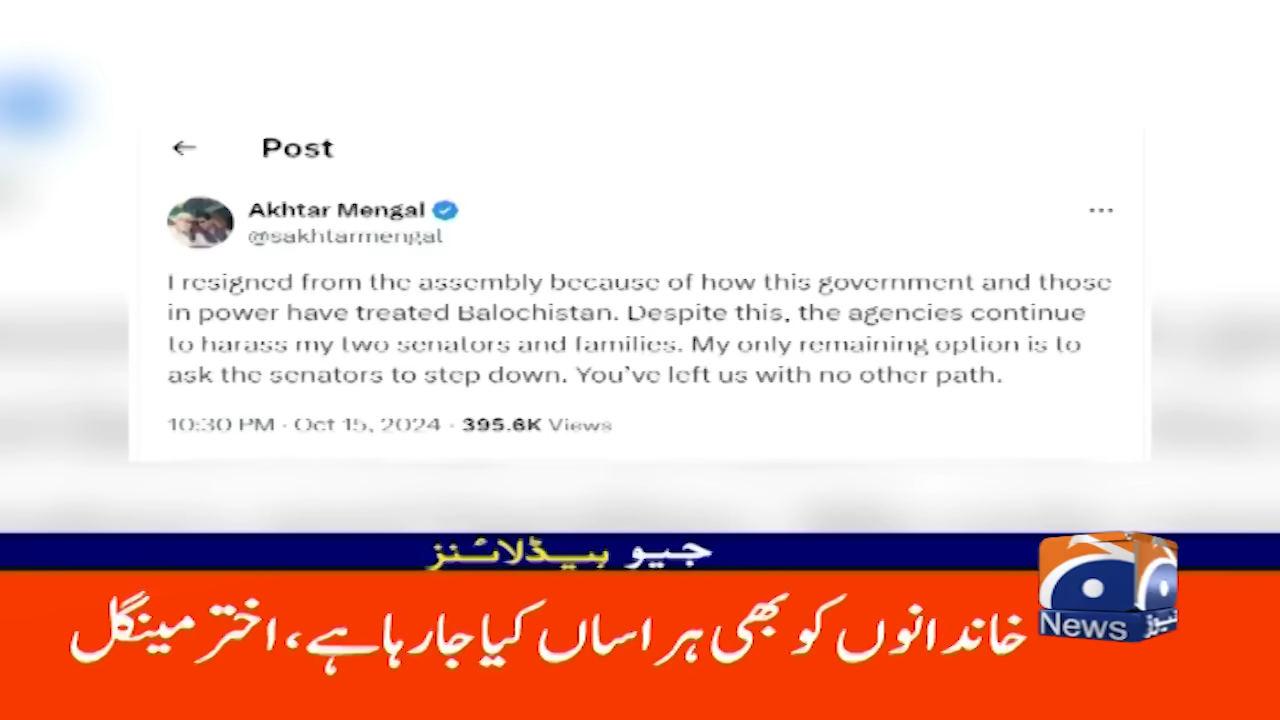 Post
Akhtar Mengal
@sakhtarmengal
I resigned from the assembly because of how this government and those
in power have treated Balochistan. Despite this, the agencies continue
to harass my two senators and families. My only remaining option is to
ask the senators to step down. You've left us with no other path.
10:30 PM · Oct 15, 2024 · 395.6K Views
جیو ہیڈلائنز
خاندانوں کو بھی ہراساں کیا جارہا ہے، اختر مینگل
News نیوز